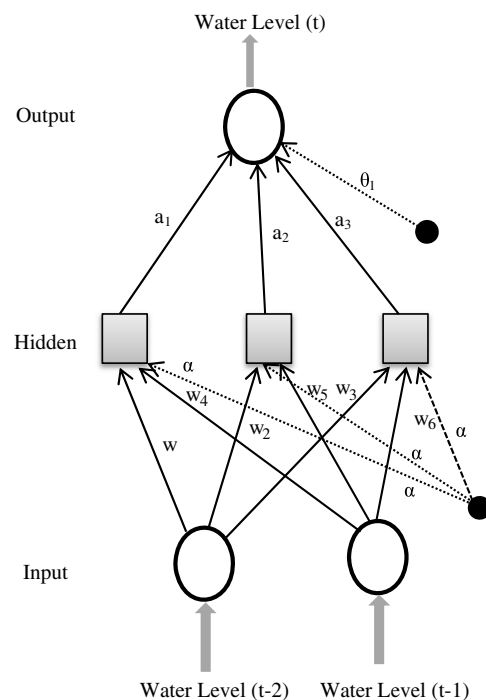 Water Level (t)
Output
θ₁
a₁
a₂
a₃
Hidden
α
w₄
w₅
w₃
w₂
w₆
α
w
α
α
Input
Water Level (t-2)
Water Level (t-1)